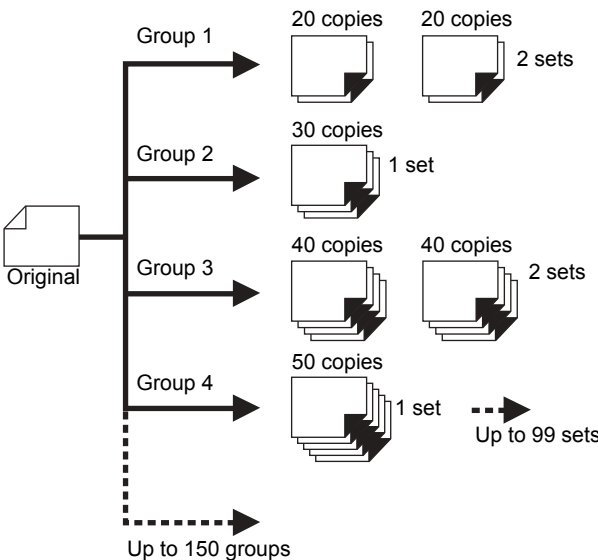 20 copies 20 copies
Group 1
2 sets
30 copies
Group 2
1 set
Original
40 copies 40 copies
Group 3
2 sets
50 copies
Group 4
1 set
Up to 99 sets
Up to 150 groups